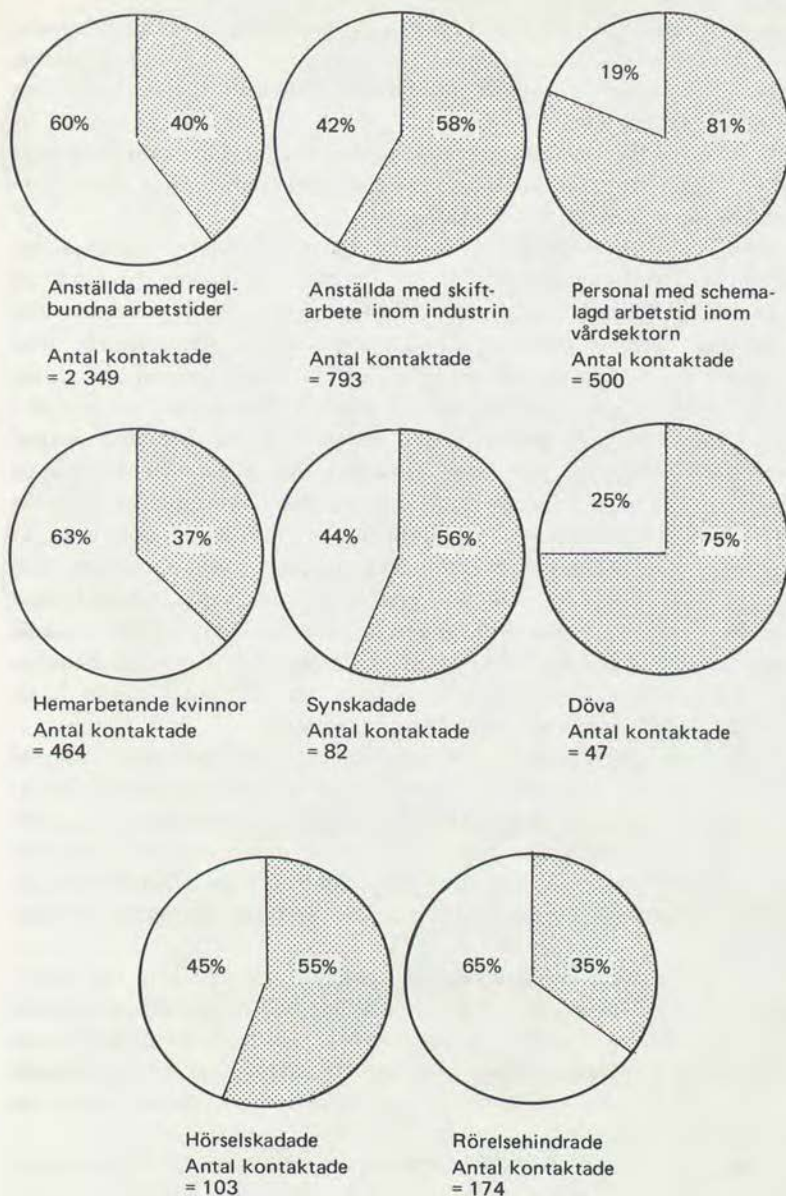 60%
40%
42%
58%
19%
81%
Anställda med regel-
bundna arbetstider
Antal kontaktade
= 2 349
Anställda med skift-
arbete inom industrin
Antal kontaktade
= 793
Personal med schema-
lagd arbetstid inom
vårdsektorn
Antal kontaktade
= 500
63%
37%
44%
56%
25%
75%
Hemarbetande kvinnor
Antal kontaktade
= 464
Synskadade
Antal kontaktade
= 82
Döva
Antal kontaktade
= 47
45%
55%
65%
35%
Hörselskadade
Antal kontaktade
= 103
Rörelsehindrade
Antal kontaktade
= 174